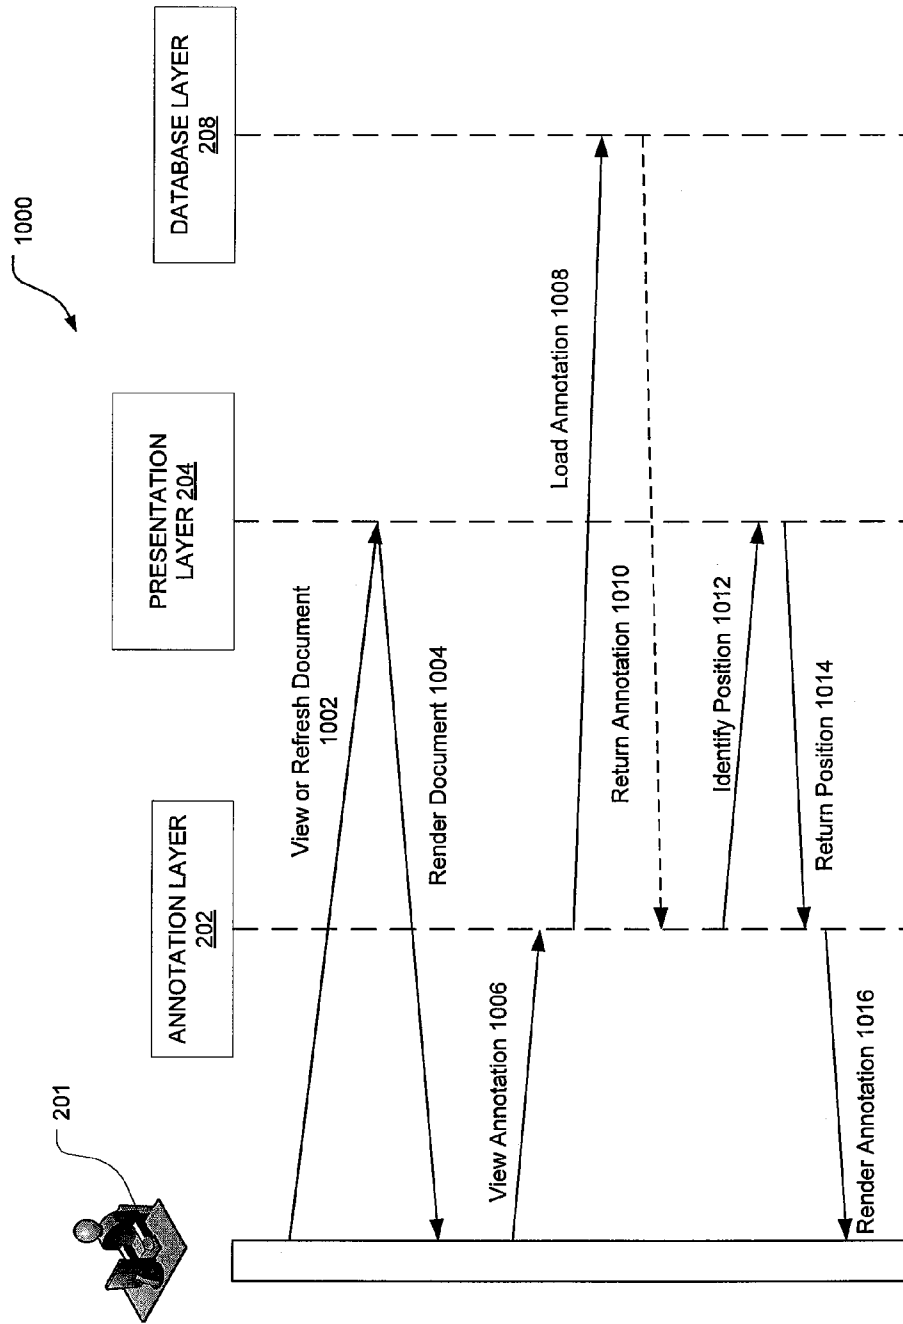 1000
201
ANNOTATION LAYER
202
PRESENTATION
LAYER 204
DATABASE LAYER
208
View or Refresh Document
1002
Render Document 1004
View Annotation 1006
Load Annotation 1008
Return Annotation 1010
Identify Position 1012
Return Position 1014
Render Annotation 1016